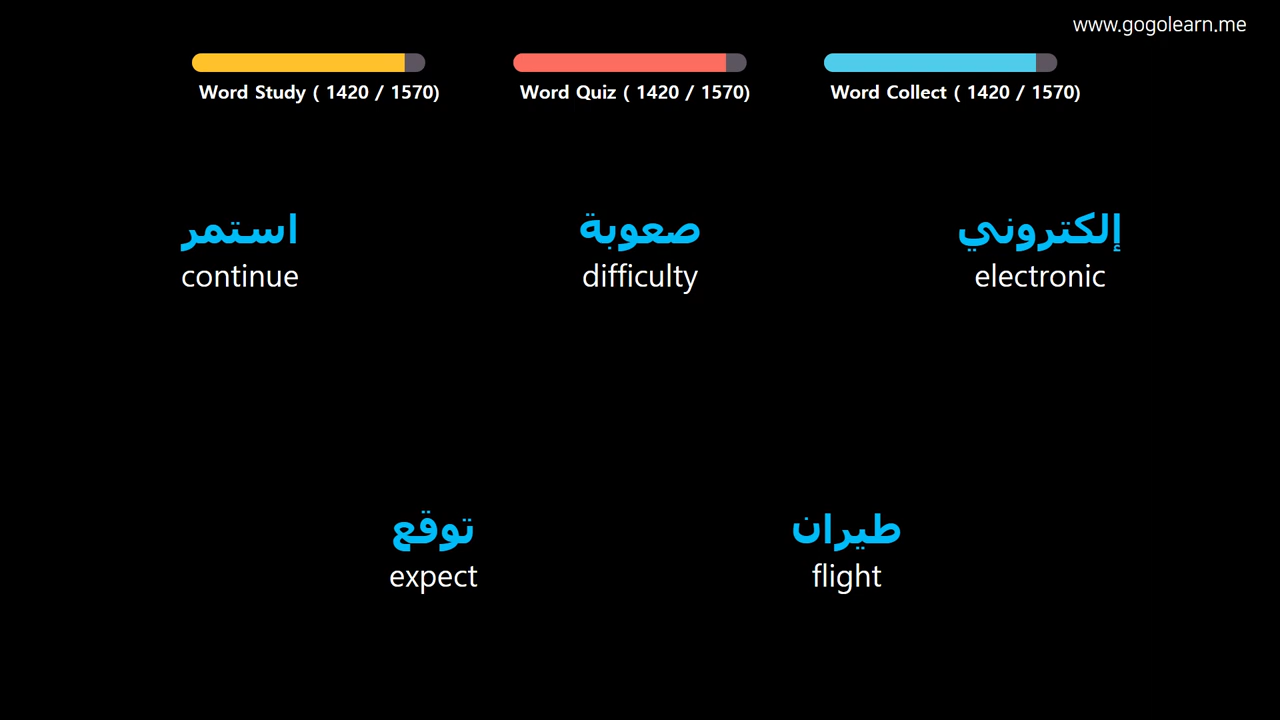 www.gogolearn.me
Word Study ( 1420 / 1570)
Word Quiz ( 1420 / 1570)
Word Collect ( 1420 / 1570)
استمر
continue
صعوبة
difficulty
إلكتروني
electronic
توقع
expect
طيران
flight